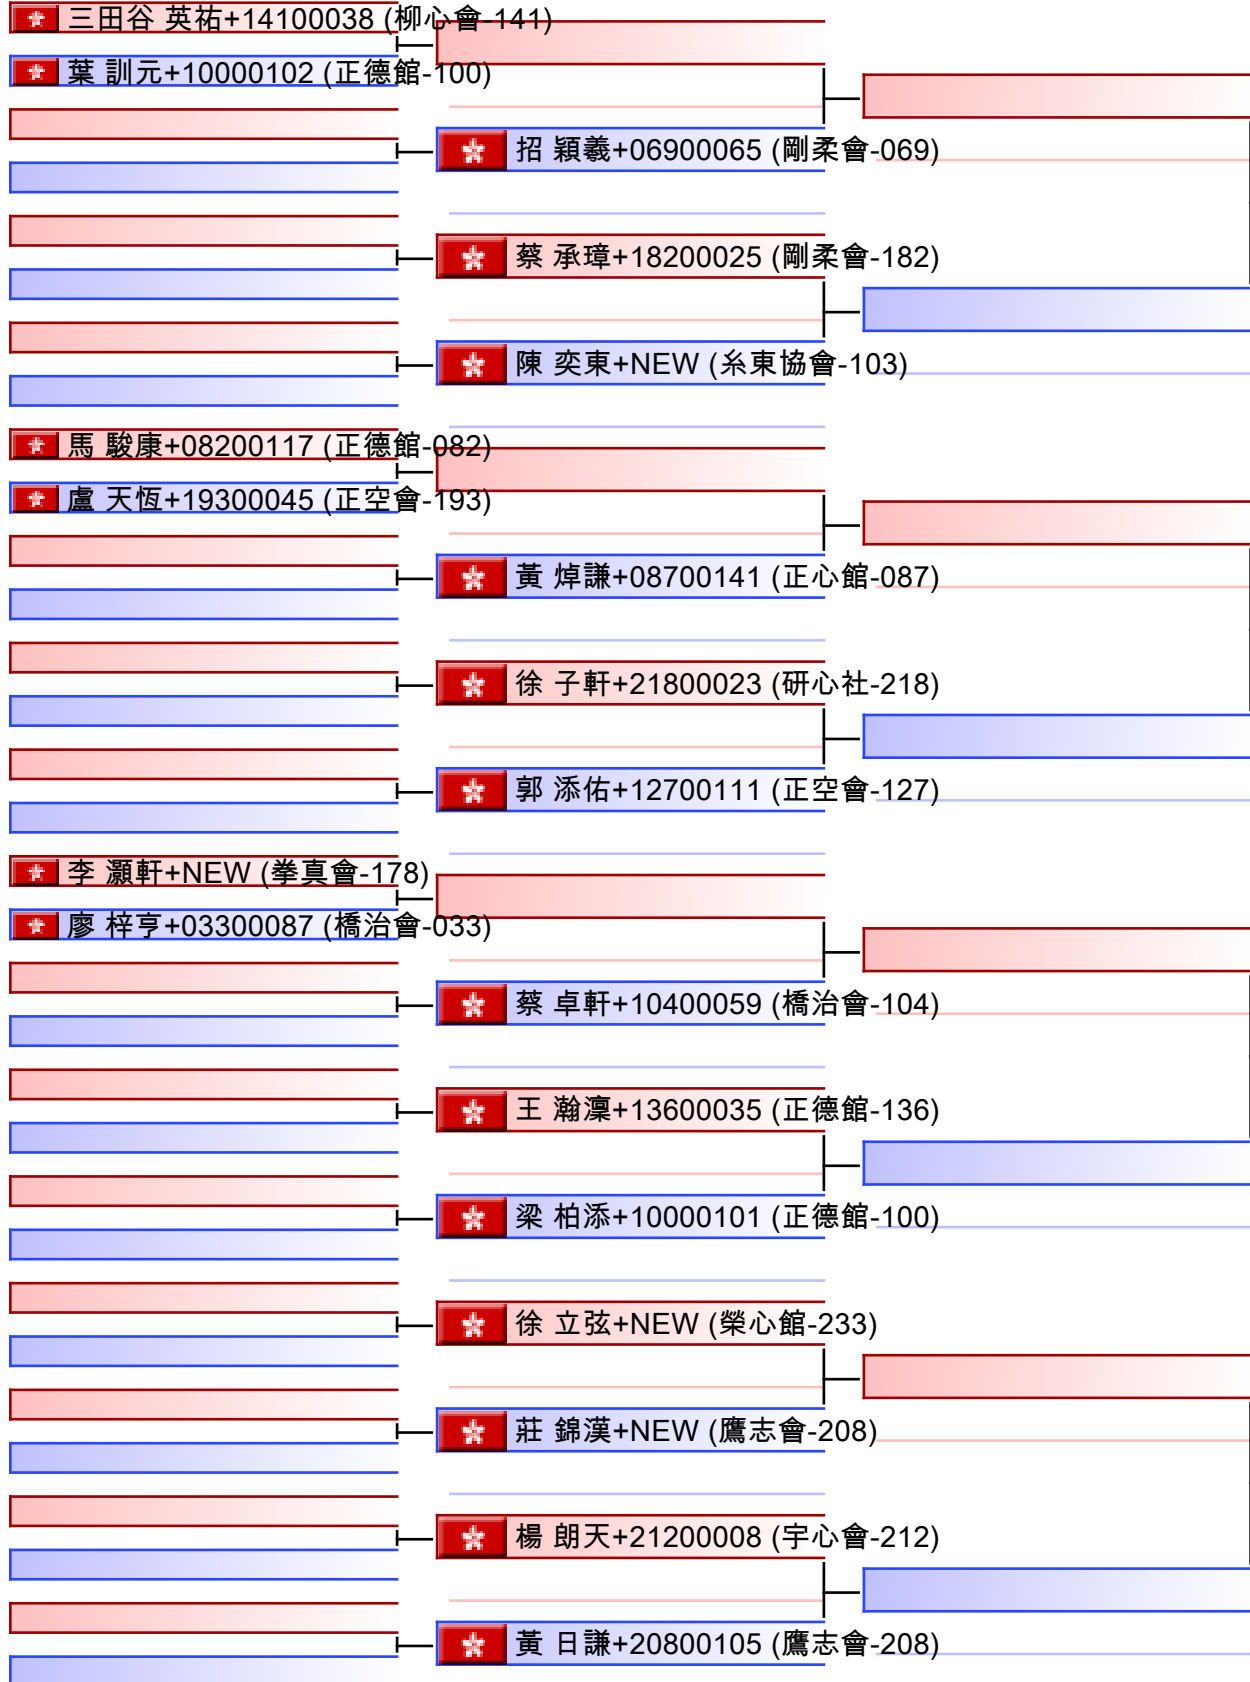 三田谷 英祐+14100038 (柳心會-141)
葉 訓元+10000102 (正德館-100)
招 穎羲+06900065 (剛柔會-069)
蔡 承璋+18200025 (剛柔會-182)
陳 奕東+NEW (糸東協會-103)
馬 駿康+08200117 (正德館-082)
盧 天恆+19300045 (正空會-193)
黃 焯謙+08700141 (正心館-087)
徐 子軒+21800023 (研心社-218)
郭 添佑+12700111 (正空會-127)
李 灝軒+NEW (拳真會-178)
廖 梓亨+03300087 (橋治會-033)
蔡 卓軒+10400059 (橋治會-104)
王 瀚澟+13600035 (正德館-136)
梁 柏添+10000101 (正德館-100)
徐 立弦+NEW (榮心館-233)
莊 錦漢+NEW (鷹志會-208)
楊 朗天+21200008 (宇心會-212)
黃 日謙+20800105 (鷹志會-208)